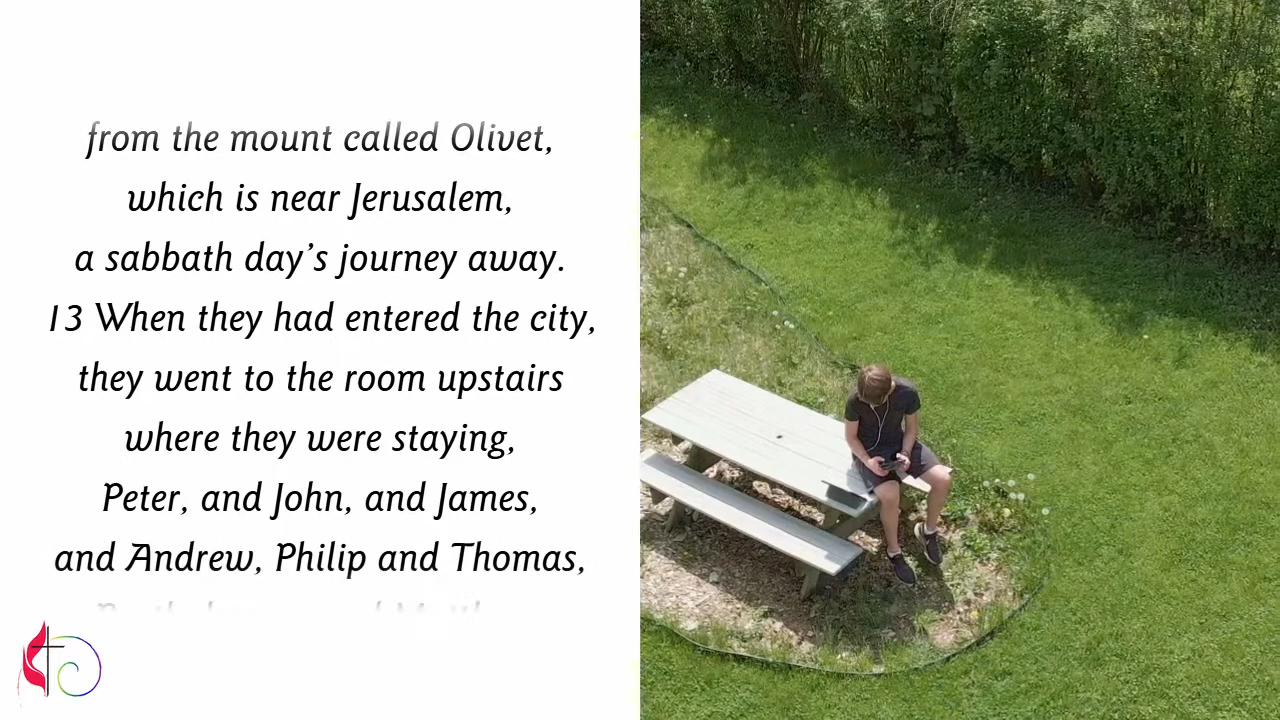 from the mount called Olivet,
which is near Jerusalem,
a sabbath day’s journey away.
13 When they had entered the city,
they went to the room upstairs
where they were staying,
Peter, and John, and James,
and Andrew, Philip and Thomas,